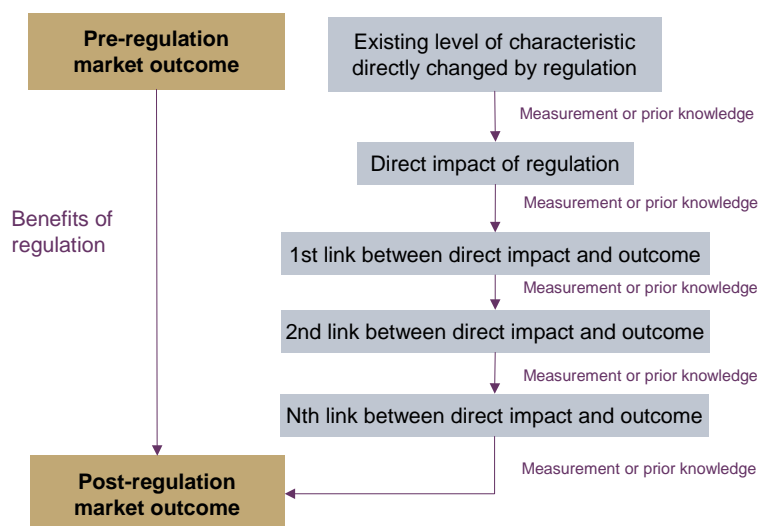 Pre-regulation
market outcome
Existing level of characteristic
directly changed by regulation
Measurement or prior knowledge
Direct impact of regulation
Measurement or prior knowledge
Benefits of
regulation
1st link between direct impact and outcome
Measurement or prior knowledge
2nd link between direct impact and outcome
Measurement or prior knowledge
Nth link between direct impact and outcome
Measurement or prior knowledge
Post-regulation
market outcome